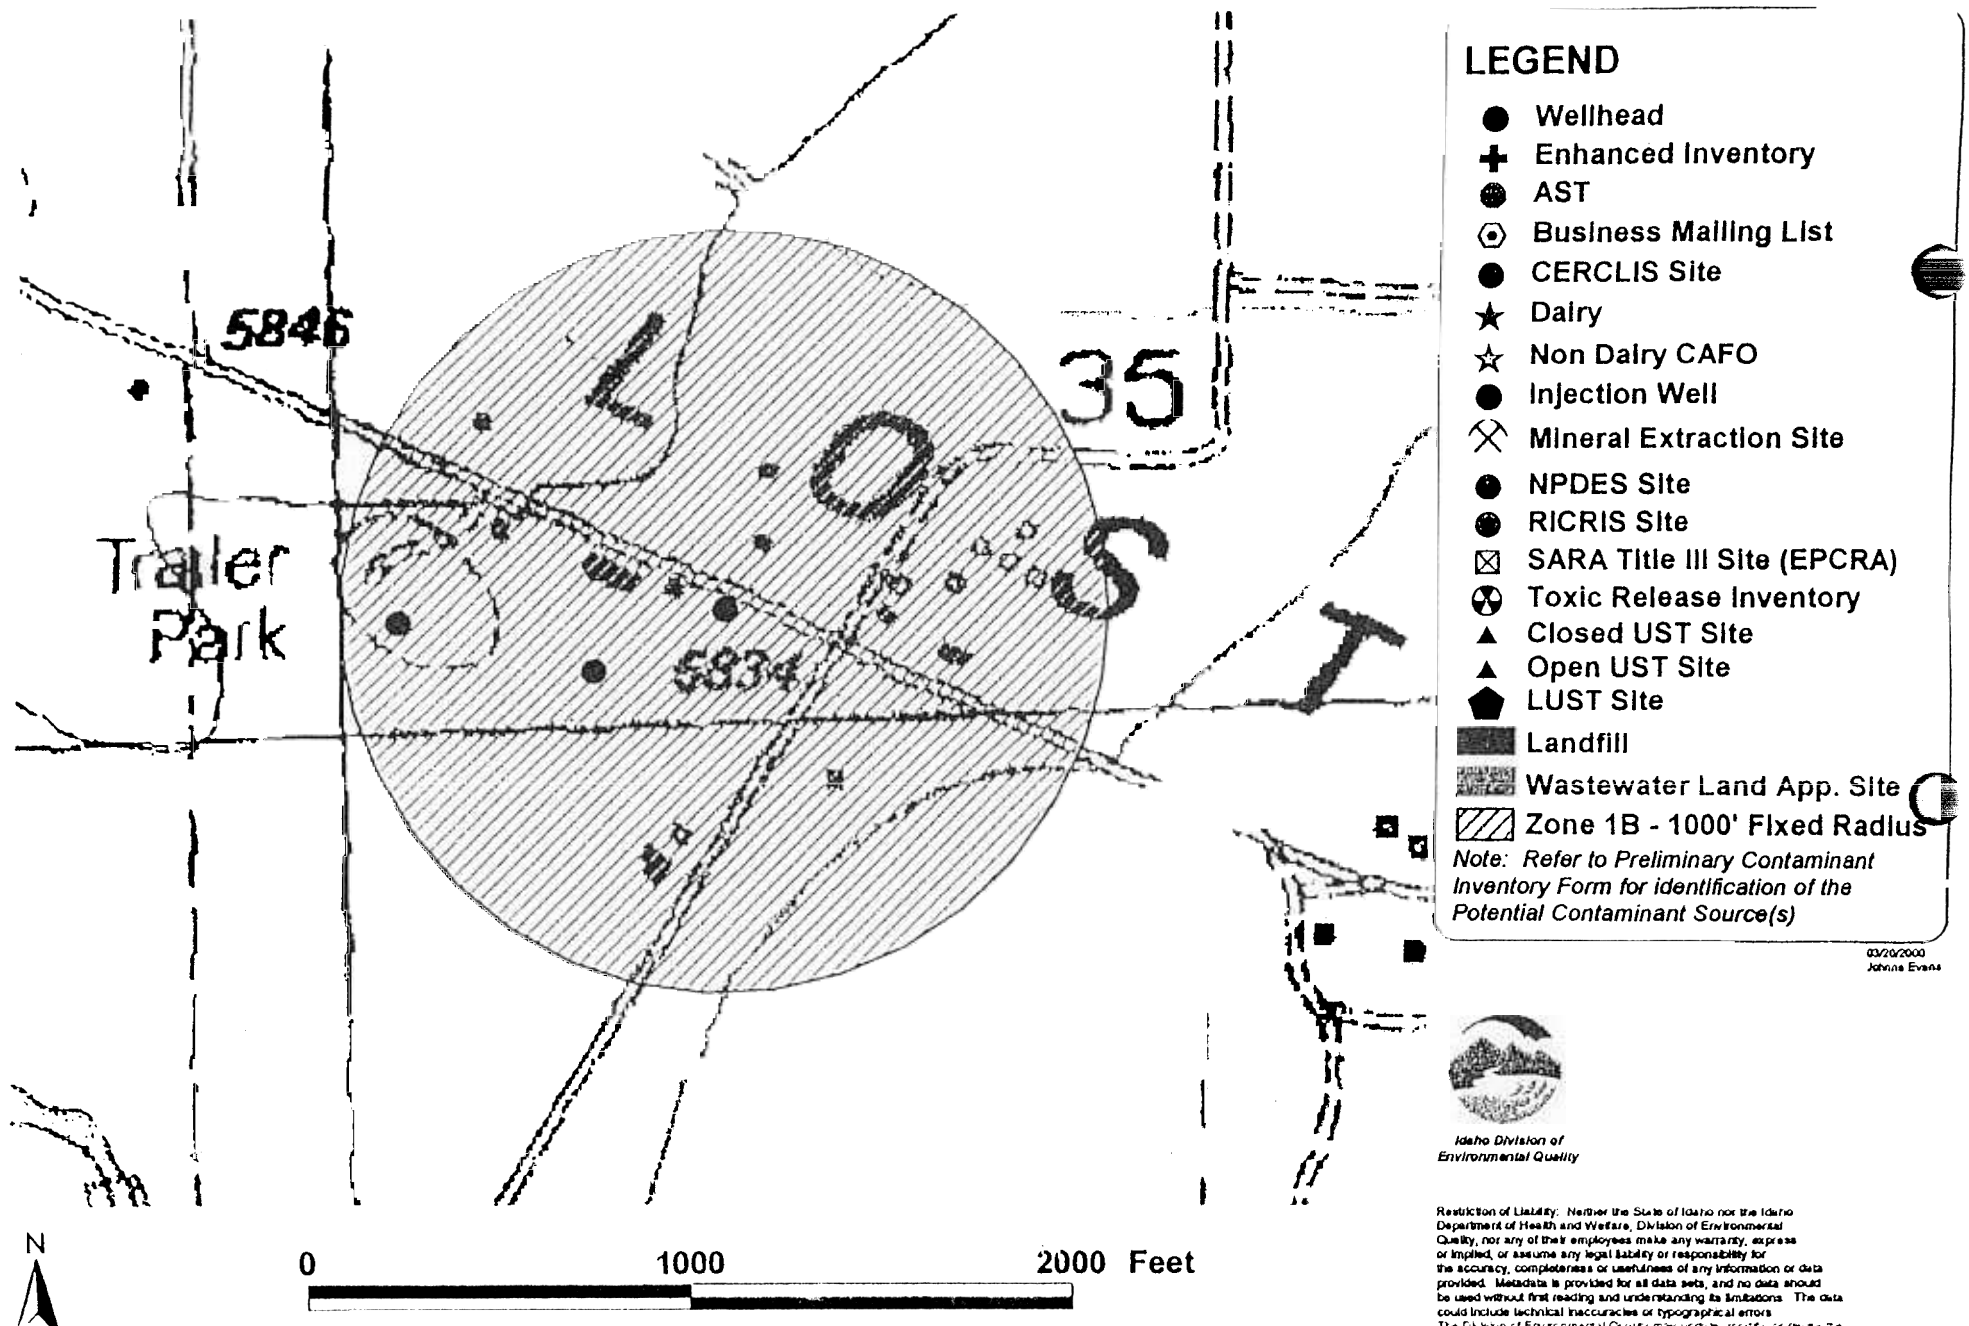 5846
Trailer
Park
L
O
S
T
35
5834
LEGEND
Wellhead
Enhanced Inventory
AST
Business Mailing List
CERCLIS Site
Dairy
Non Dairy CAFO
Injection Well
Mineral Extraction Site
NPDES Site
RICRIS Site
SARA Title III Site (EPCRA)
Toxic Release Inventory
Closed UST Site
Open UST Site
LUST Site
Landfill
Wastewater Land App. Site
Zone 1B - 1000' Fixed Radius
Note: Refer to Preliminary Contaminant
Inventory Form for identification of the
Potential Contaminant Source(s)
03/20/2000
Johnna Evans
Idaho Division of
Environmental Quality
Restriction of Liability: Neither the State of Idaho nor the Idaho
Department of Health and Welfare, Division of Environmental
Quality, nor any of their employees make any warranty, express
or implied, or assume any legal liability or responsibility for
the accuracy, completeness or usefulness of any information or data
provided. Metadata is provided for all data sets, and no data should
be used without first reading and understanding its limitations. The data
could include technical inaccuracies or typographical errors.
N
0 1000 2000 Feet